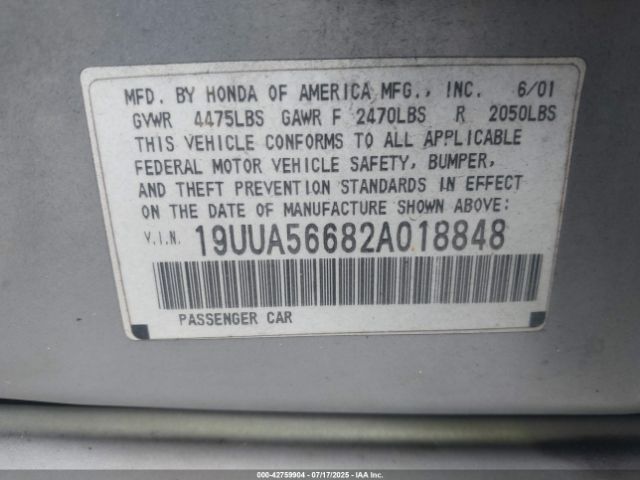 MFD. BY HONDA OF AMERICA MFG., INC. 6/01
GVWR 4475LBS GAWR F 2470LBS R 2050LBS
THIS VEHICLE CONFORMS TO ALL APPLICABLE
FEDERAL MOTOR VEHICLE SAFETY, BUMPER,
AND THEFT PREVENTION STANDARDS IN EFFECT
ON THE DATE OF MANUFACTURE SHOWN ABOVE:
V.I.N. 19UUA56682A018848
PASSENGER CAR
000-42759904 | 07/17/2025 | IAA Inc.